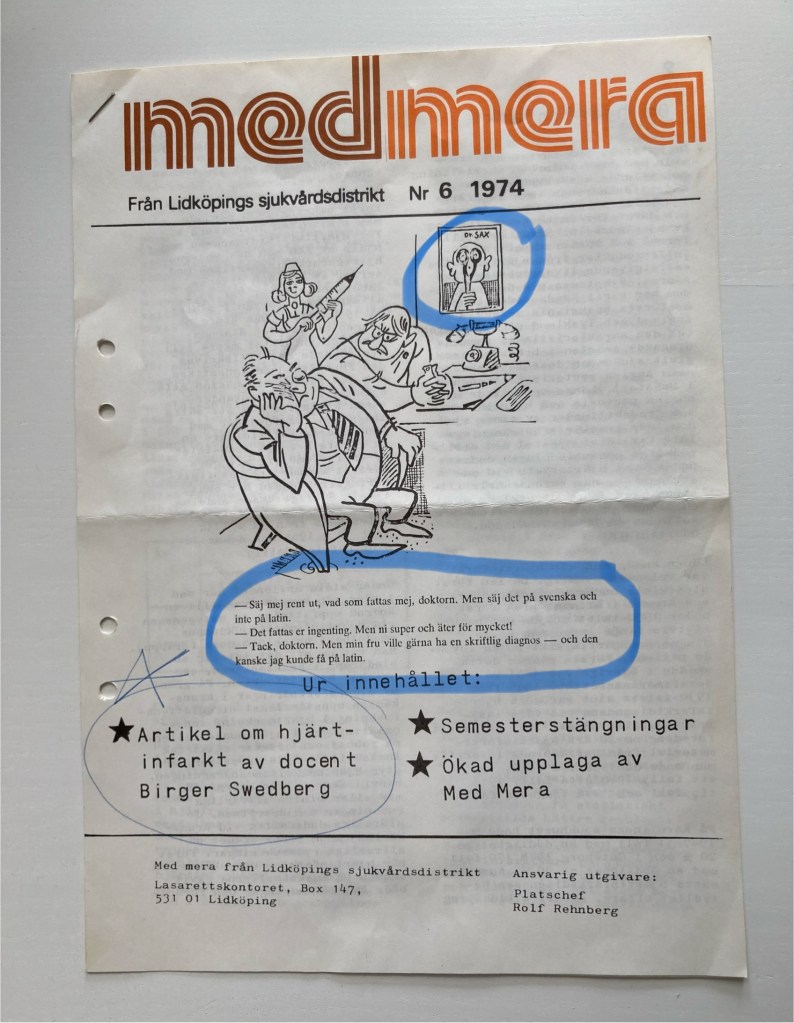 medmera
Från Lidköpings sjukvårdsdistrikt Nr 6 1974
Dr. SAX
— Säj mej rent ut, vad som fattas mej, doktorn. Men säj det på svenska och
inte på latin.
— Det fattas er ingenting. Men ni super och äter för mycket!
— Tack, doktorn. Men min fru ville gärna ha en skriftlig diagnos — och den
kanske jag kunde få på latin.
Ur innehållet:
★ Artikel om hjärt-
infarkt av docent
Birger Swedberg
★ Semesterstängningar
★ Ökad upplaga av
Med Mera
Med mera från Lidköpings sjukvårdsdistrikt
Lasarettskontoret, Box 147,
531 01 Lidköping
Ansvarig utgivare:
Platschef
Rolf Rehnberg